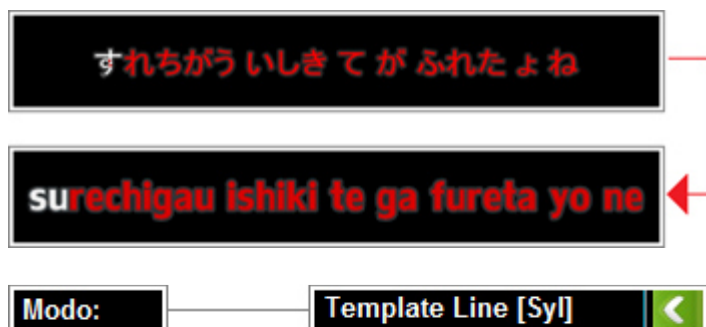 すれちがう いしき て が ふれた ょ ね
surechigau ishiki te ga fureta yo ne
Modo: Template Line [Syl]